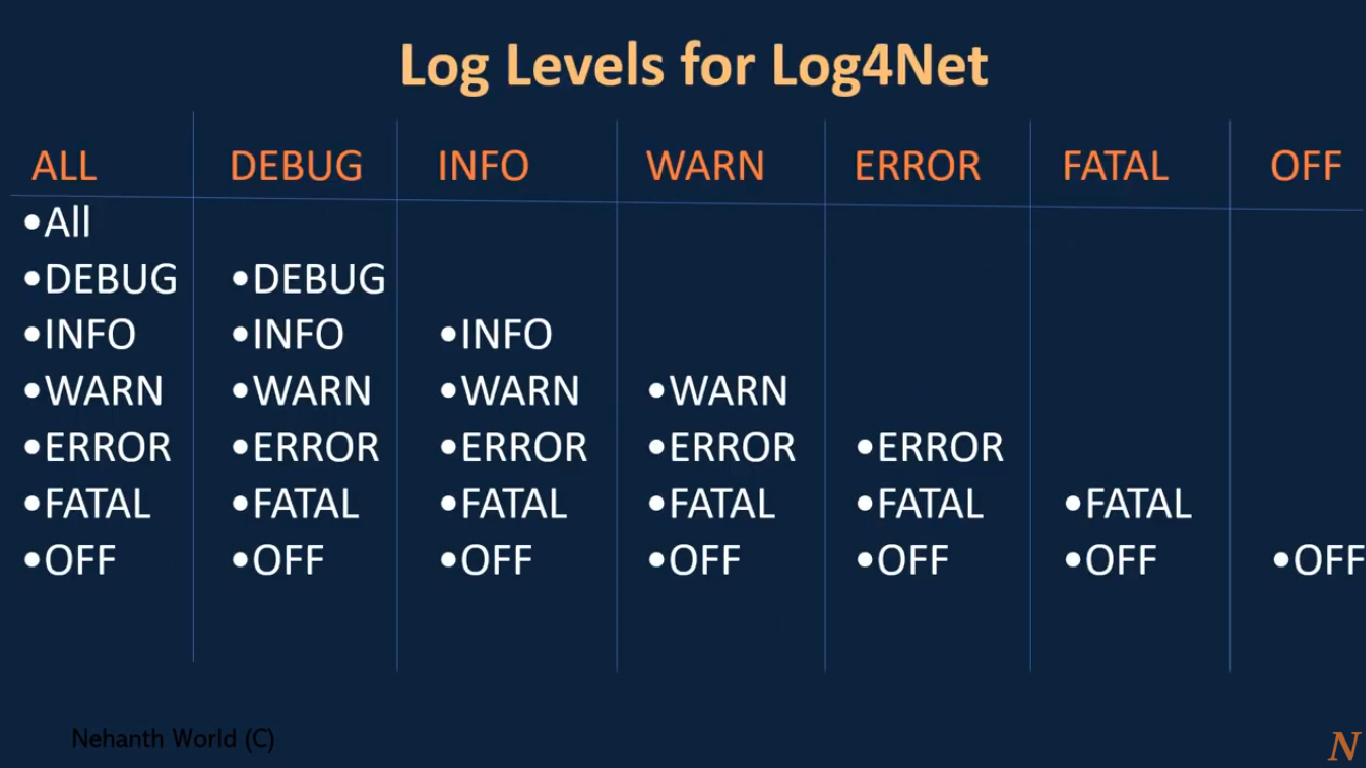 Log Levels for Log4Net
ALL DEBUG INFO WARN ERROR FATAL OFF
•All
•DEBUG •DEBUG
•INFO •INFO •INFO
•WARN •WARN •WARN •WARN
•ERROR •ERROR •ERROR •ERROR •ERROR
•FATAL •FATAL •FATAL •FATAL •FATAL •FATAL
•OFF •OFF •OFF •OFF •OFF •OFF •OFF
Nehanth World (C)
N